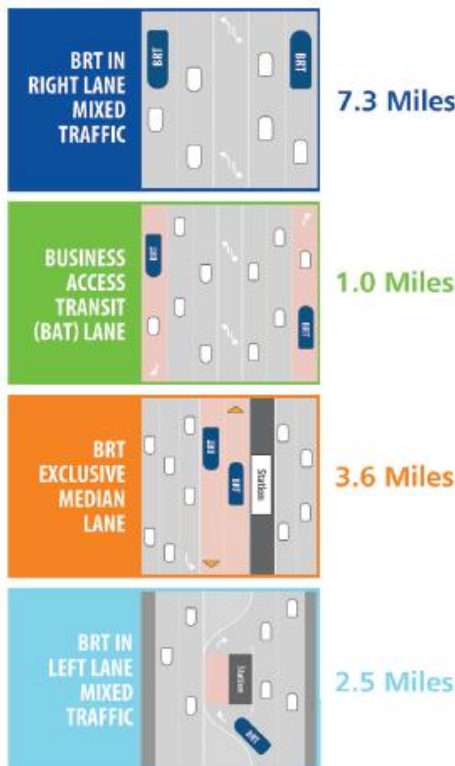 BRT IN
RIGHT LANE
MIXED
TRAFFIC
BRT
BRT
7.3 Miles
BUSINESS
ACCESS
TRANSIT
(BAT) LANE
BRT
BRT
1.0 Miles
BRT
EXCLUSIVE
MEDIAN
LANE
BRT
BRT
Station
3.6 Miles
BRT IN
LEFT LANE
MIXED
TRAFFIC
Station
BRT
2.5 Miles